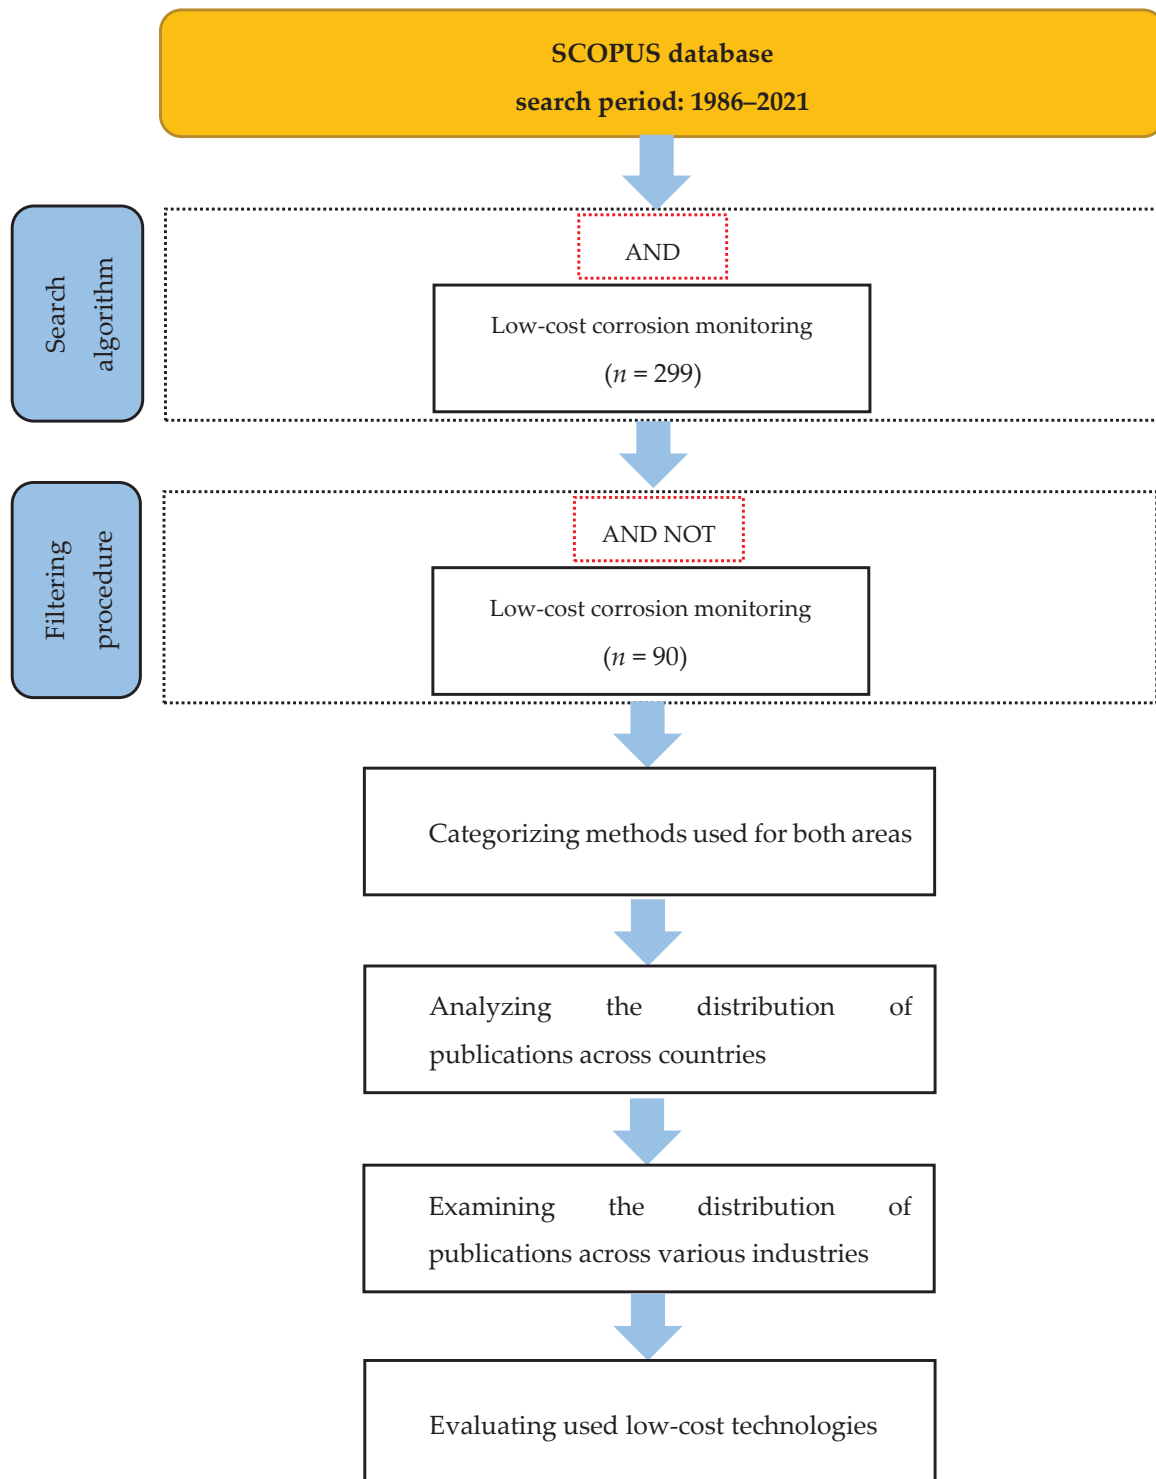 SCOPUS database
search period: 1986–2021
Search
algorithm
AND
Low-cost corrosion monitoring
(n = 299)
Filtering
procedure
AND NOT
Low-cost corrosion monitoring
(n = 90)
Categorizing methods used for both areas
Analyzing the distribution of
publications across countries
Examining the distribution of
publications across various industries
Evaluating used low-cost technologies